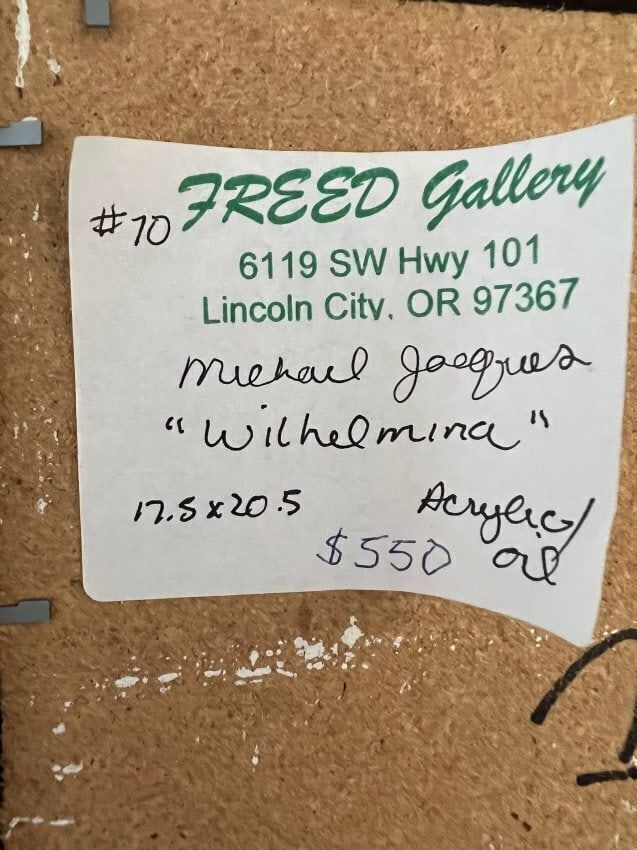 #70 FREED Gallery
6119 SW Hwy 101
Lincoln City, OR 97367
Michael Jacques
"Wilhelmina"
17.5 x 20.5 Acrylic/
$550 oil